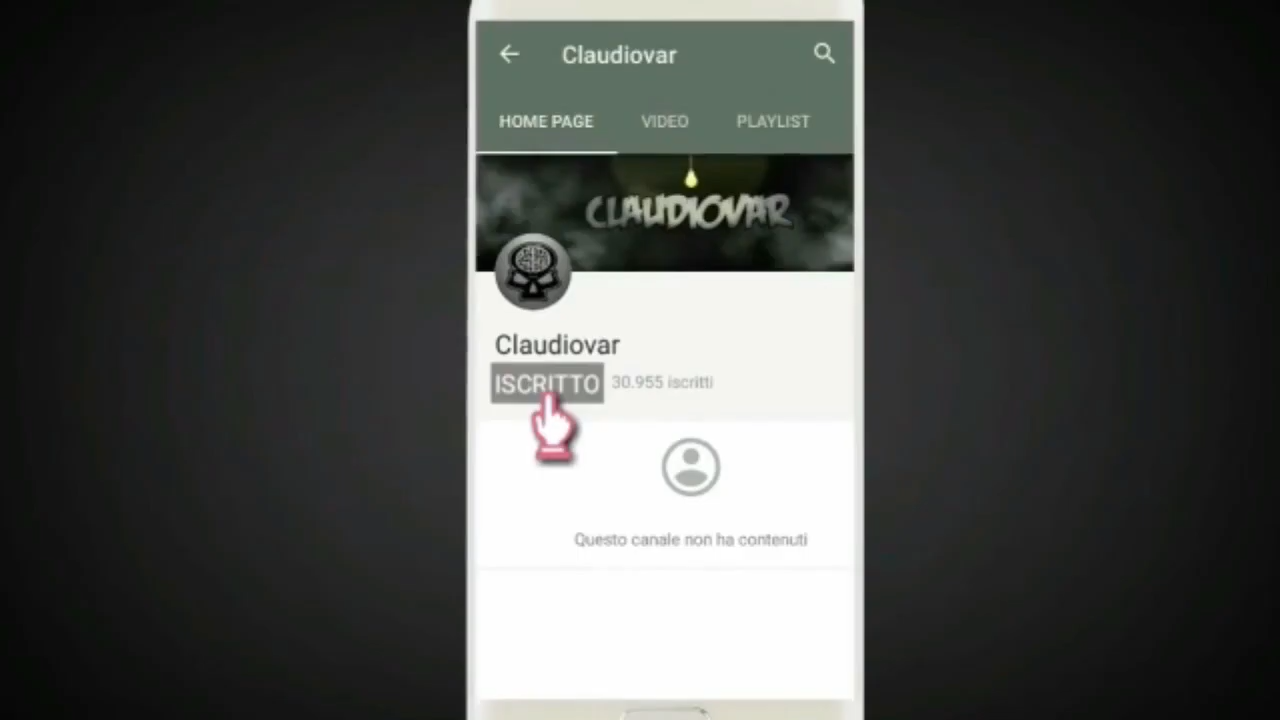 Claudiovar
HOME PAGE VIDEO PLAYLIST
CLAUDIOVAR
Claudiovar
ISCRITTO 30.955 iscritti
Questo canale non ha contenuti